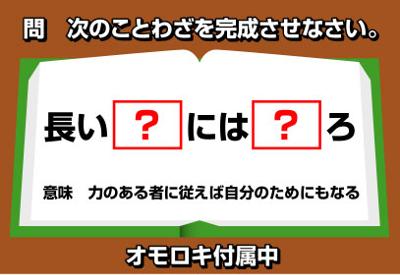 問　次のことわざを完成させなさい。
長い？には？ろ
意味　力のある者に従えば自分のためにもなる
オモロキ付属中